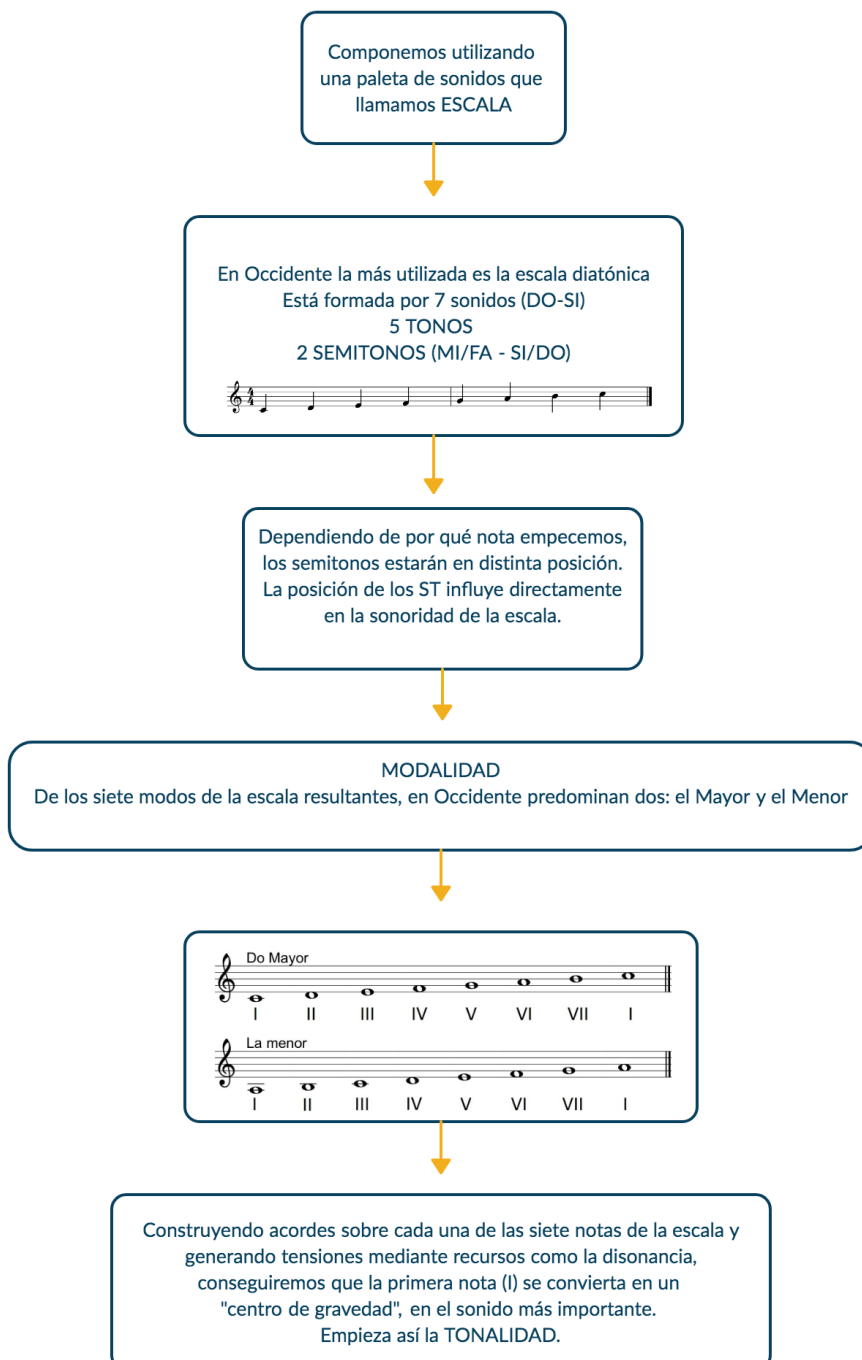 Componemos utilizando
una paleta de sonidos que
llamamos ESCALA
En Occidente la más utilizada es la escala diatónica
Está formada por 7 sonidos (DO-SI)
5 TONOS
2 SEMITONOS (MI/FA - SI/DO)
4
4
Dependiendo de por qué nota empecemos,
los semitonos estarán en distinta posición.
La posición de los ST influye directamente
en la sonoridad de la escala.
MODALIDAD
De los siete modos de la escala resultantes, en Occidente predominan dos: el Mayor y el Menor
Do Mayor
I II III IV V VI VII I
La menor
I II III IV V VI VII I
Construyendo acordes sobre cada una de las siete notas de la escala y
generando tensiones mediante recursos como la disonancia,
conseguiremos que la primera nota (I) se convierta en un
"centro de gravedad", en el sonido más importante.
Empieza así la TONALIDAD.